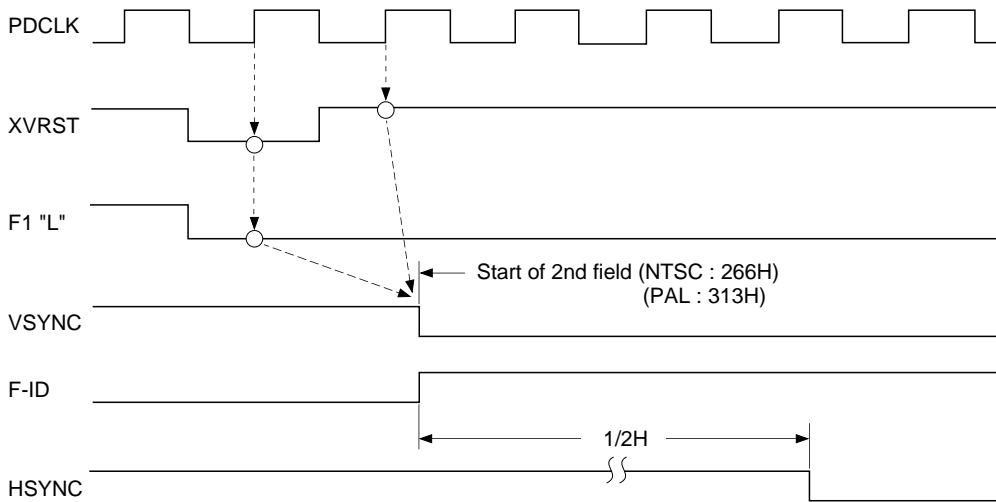 PDCLK
XVRST
F1 "L"
Start of 2nd field (NTSC : 266H)
(PAL : 313H)
VSYNC
F-ID
1/2H
HSYNC